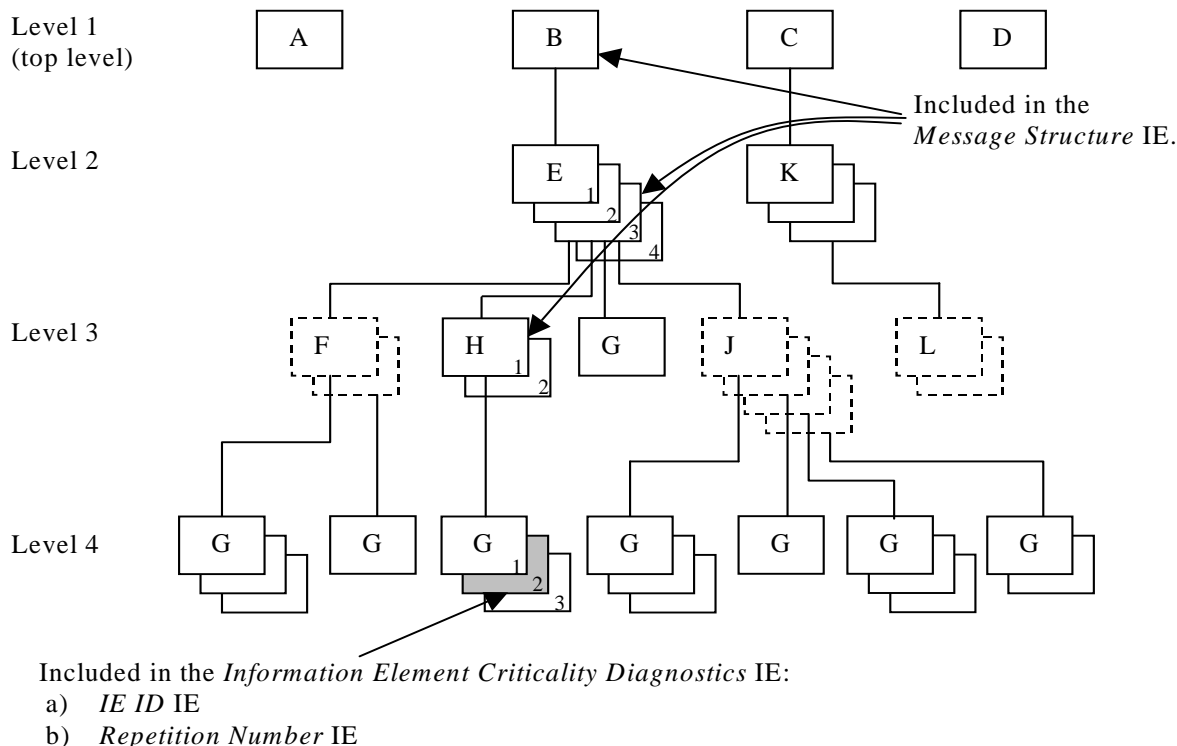 Level 1
(top level)
A
B
C
D
Included in the
Message Structure IE.
Level 2
E
1
2
3
4
K
Level 3
F
H
1
2
G
J
L
Level 4
G
G
G
1
2
3
G
G
G
G
Included in the Information Element Criticality Diagnostics IE:
a) IE ID IE
b) Repetition Number IE